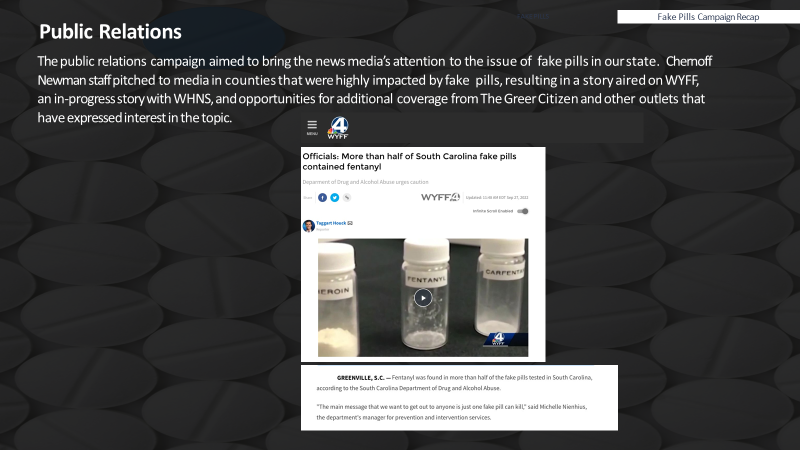 Fake Pills Campaign Recap
Public Relations
The public relations campaign aimed to bring the news media's attention to the issue of fake pills in our state. Chernoff
Newman staff pitched to media in counties that were highly impacted by fake pills, resulting in a story aired on WYFF,
an in-progress story with WHNS, and opportunities for additional coverage from The Greer Citizen and other outlets that
have expressed interest in the topic.
MENU
4
WYFF
Officials: More than half of South Carolina fake pills
contained fentanyl
Department of Drug and Alcohol Abuse urges caution
WYFF4
Infinite Scroll Enabled
Taggart Houck
Reporter
HEROIN
FENTANYL
CARFENTA
4
WYFF
GREENVILLE, S.C. — Fentanyl was found in more than half of the fake pills tested in South Carolina,
according to the South Carolina Department of Drug and Alcohol Abuse.
"The main message that we want to get out to anyone is just one fake pill can kill," said Michelle Nienhius,
the department's manager for prevention and intervention services.